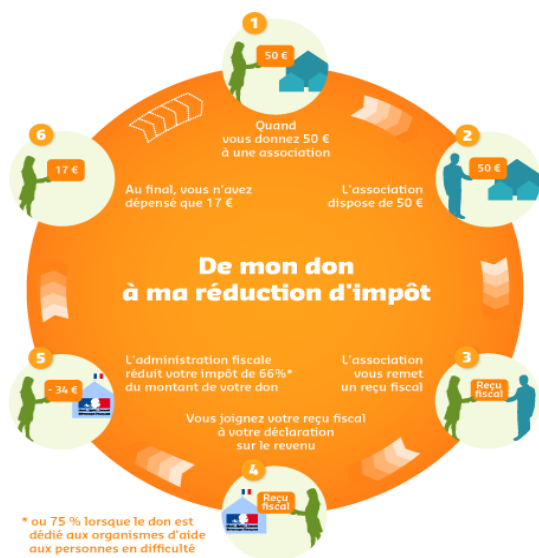 1
50 €
Quand
vous donnez 50 €
à une association
2
50 €
L'association
dispose de 50 €
De mon don
à ma réduction d'impôt
3
Reçu
fiscal
L'association
vous remet
un reçu fiscal
4
Reçu
fiscal
Vous joignez votre reçu fiscal
à votre déclaration
sur le revenu
5
- 34 €
L'administration fiscale
réduit votre impôt de 66%*
du montant de votre don
6
17 €
Au final, vous n'avez
dépensé que 17 €
* ou 75 % lorsque le don est
dédié aux organismes d'aide
aux personnes en difficulté